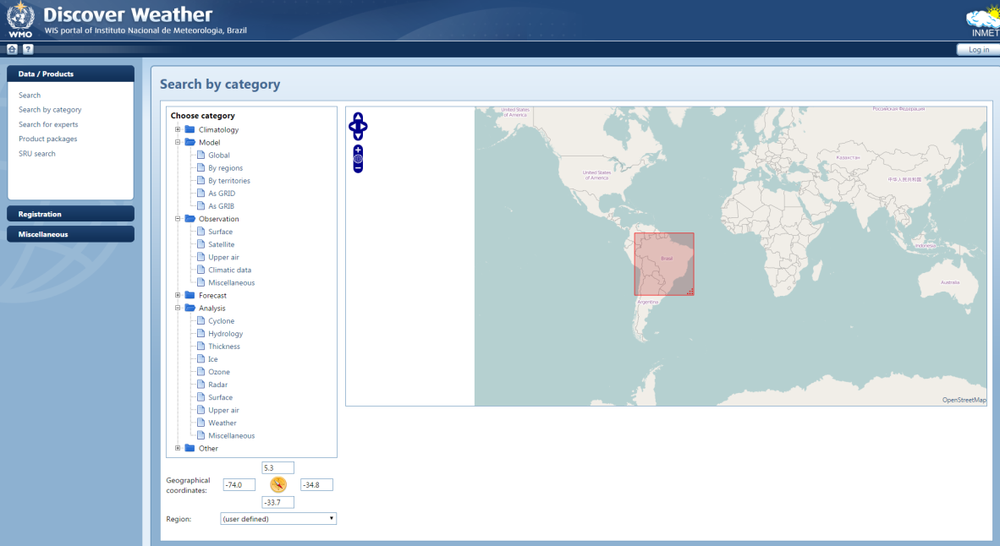 Discover Weather
WIS portal of Instituto Nacional de Meteorologia, Brazil
WMO
INMET
?
Log in
Data / Products
Search
Search by category
Search for experts
Product packages
SRU search
Registration
Miscellaneous
Search by category
Choose category
Climatology
Model
Global
By regions
By territories
As GRID
As GRIB
Observation
Surface
Satellite
Upper air
Climatic data
Miscellaneous
Forecast
Analysis
Cyclone
Hydrology
Thickness
Ice
Ozone
Radar
Surface
Upper air
Weather
Miscellaneous
Other
United States
of America
Российская Федерация
Казахстан
United States
of America
中华人民共和国
Indonesia
Brasil
Australia
Argentina
OpenStreetMap
5.3
Geographical
coordinates:
-74.0
-34.8
-33.7
Region:
(user defined)